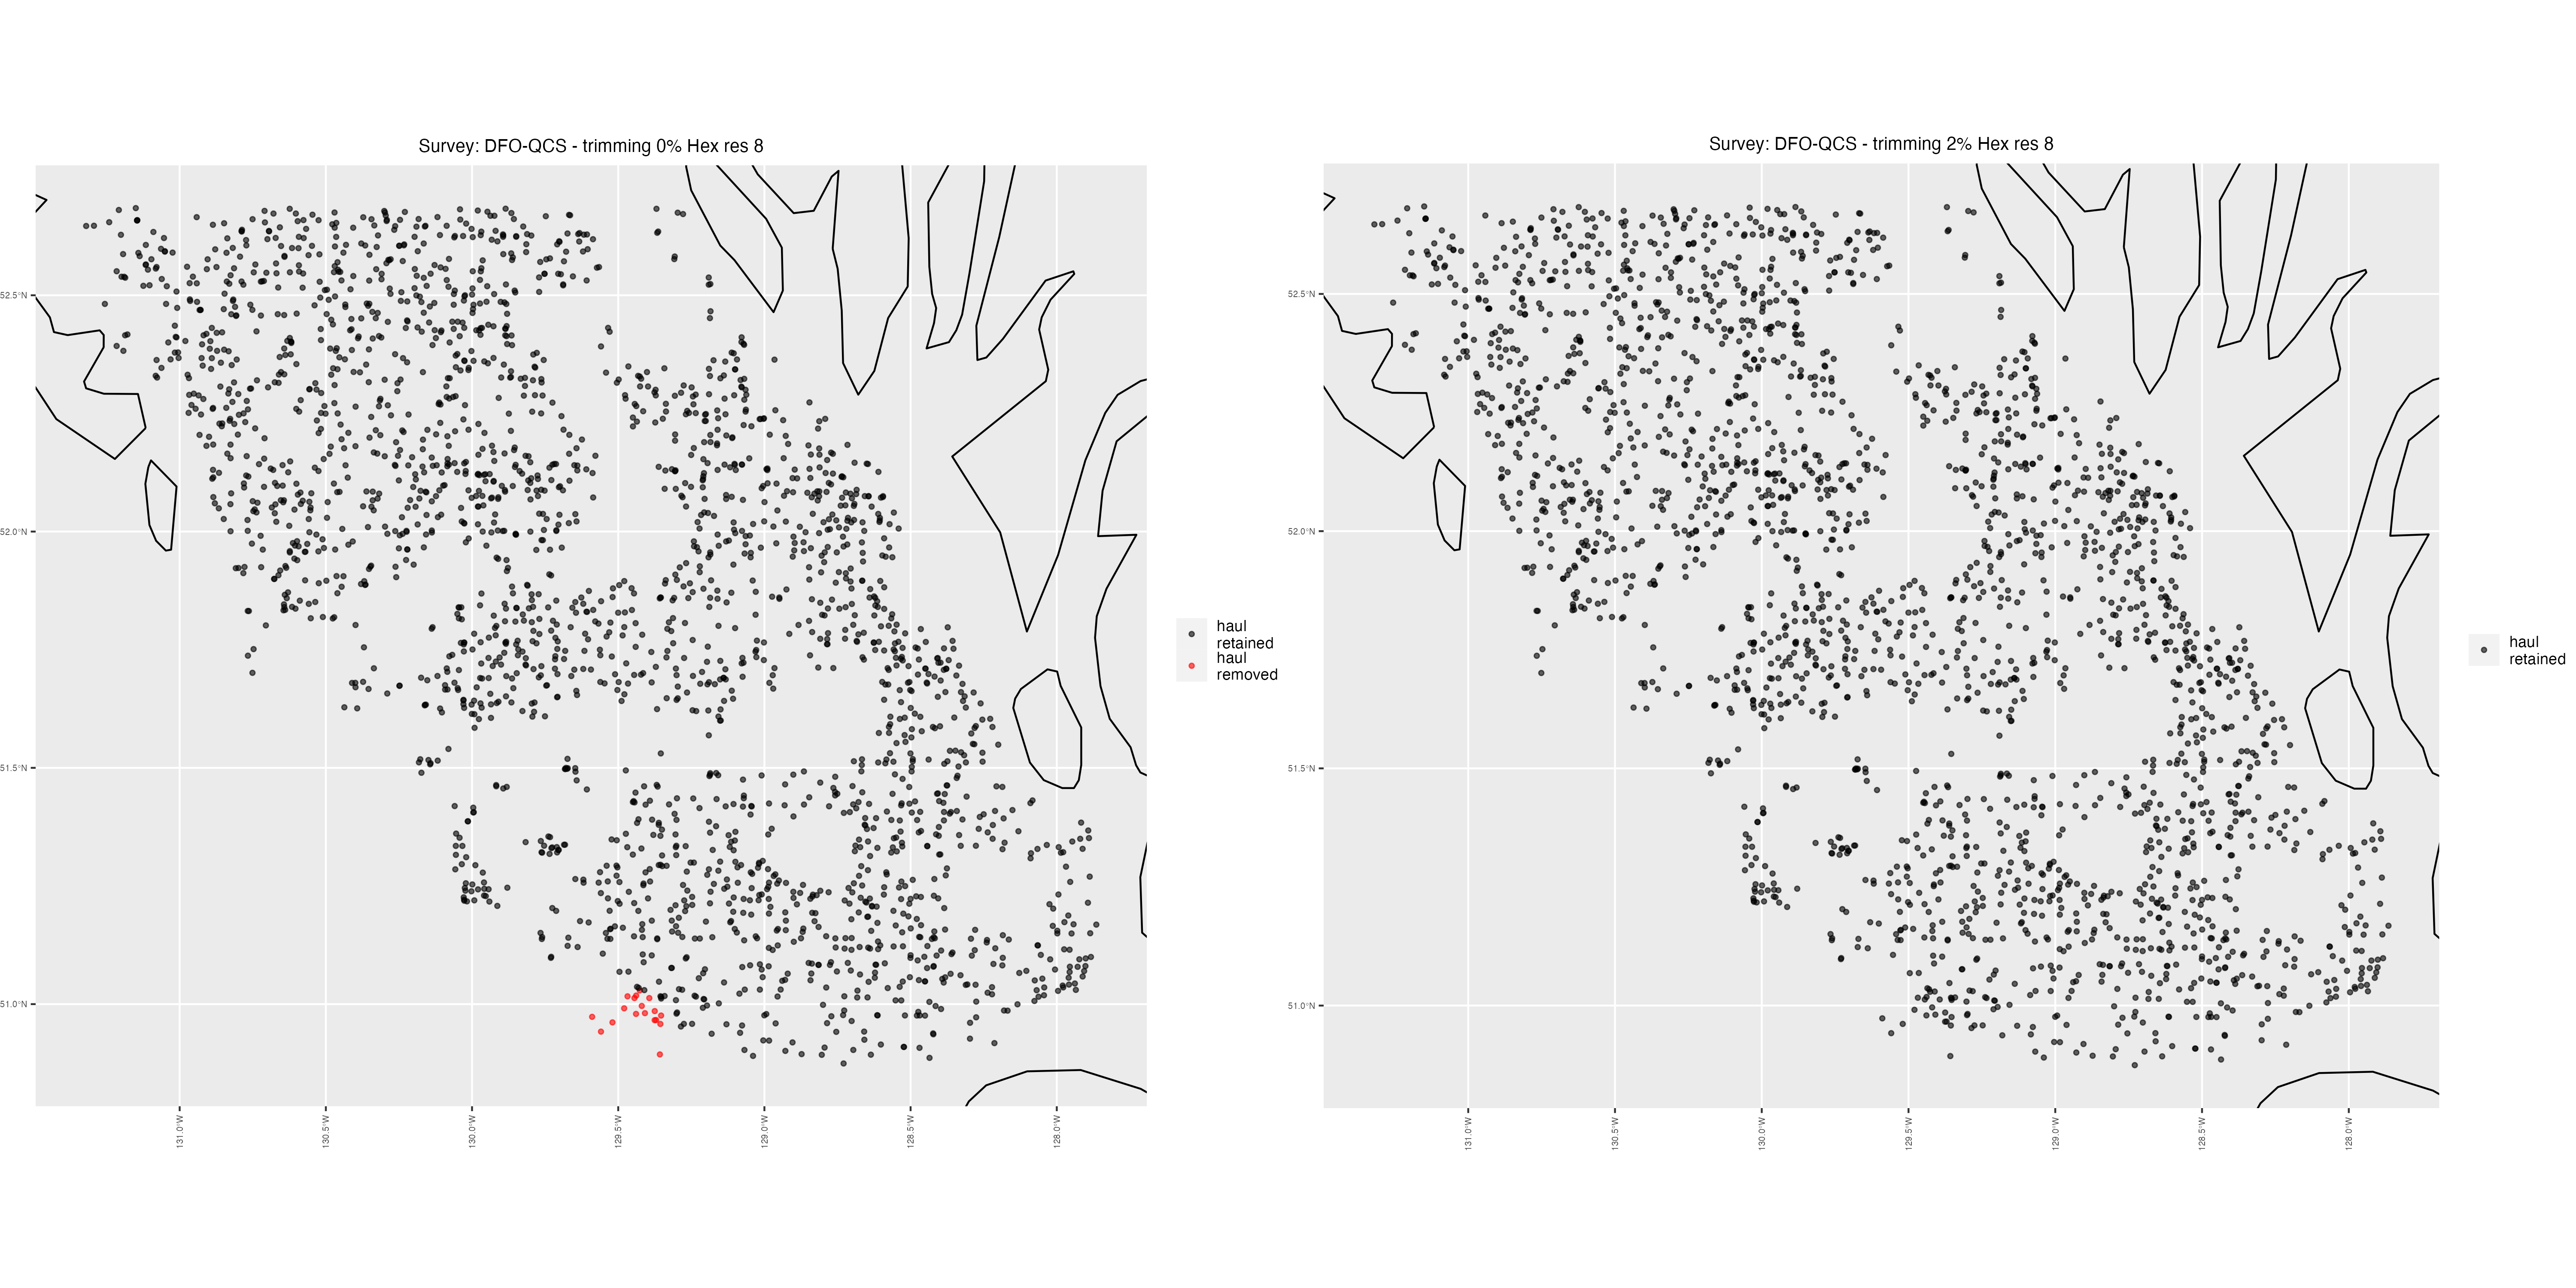 Survey: DFO-QCS - trimming 0% Hex res 8
52.5°N
52.0°N
51.5°N
51.0°N
131.0°W
130.5°W
130.0°W
129.5°W
129.0°W
128.5°W
128.0°W
haul
retained
haul
removed
Survey: DFO-QCS - trimming 2% Hex res 8
52.5°N
52.0°N
51.5°N
51.0°N
131.0°W
130.5°W
130.0°W
129.5°W
129.0°W
128.5°W
128.0°W
haul
retained